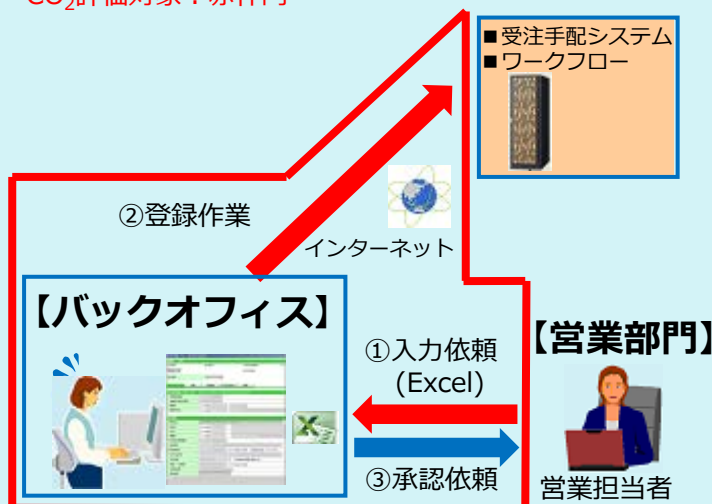 ■受注手配システム
■ワークフロー
②登録作業
インターネット
【バックオフィス】
①入力依頼
(Excel)
【営業部門】
③承認依頼
営業担当者